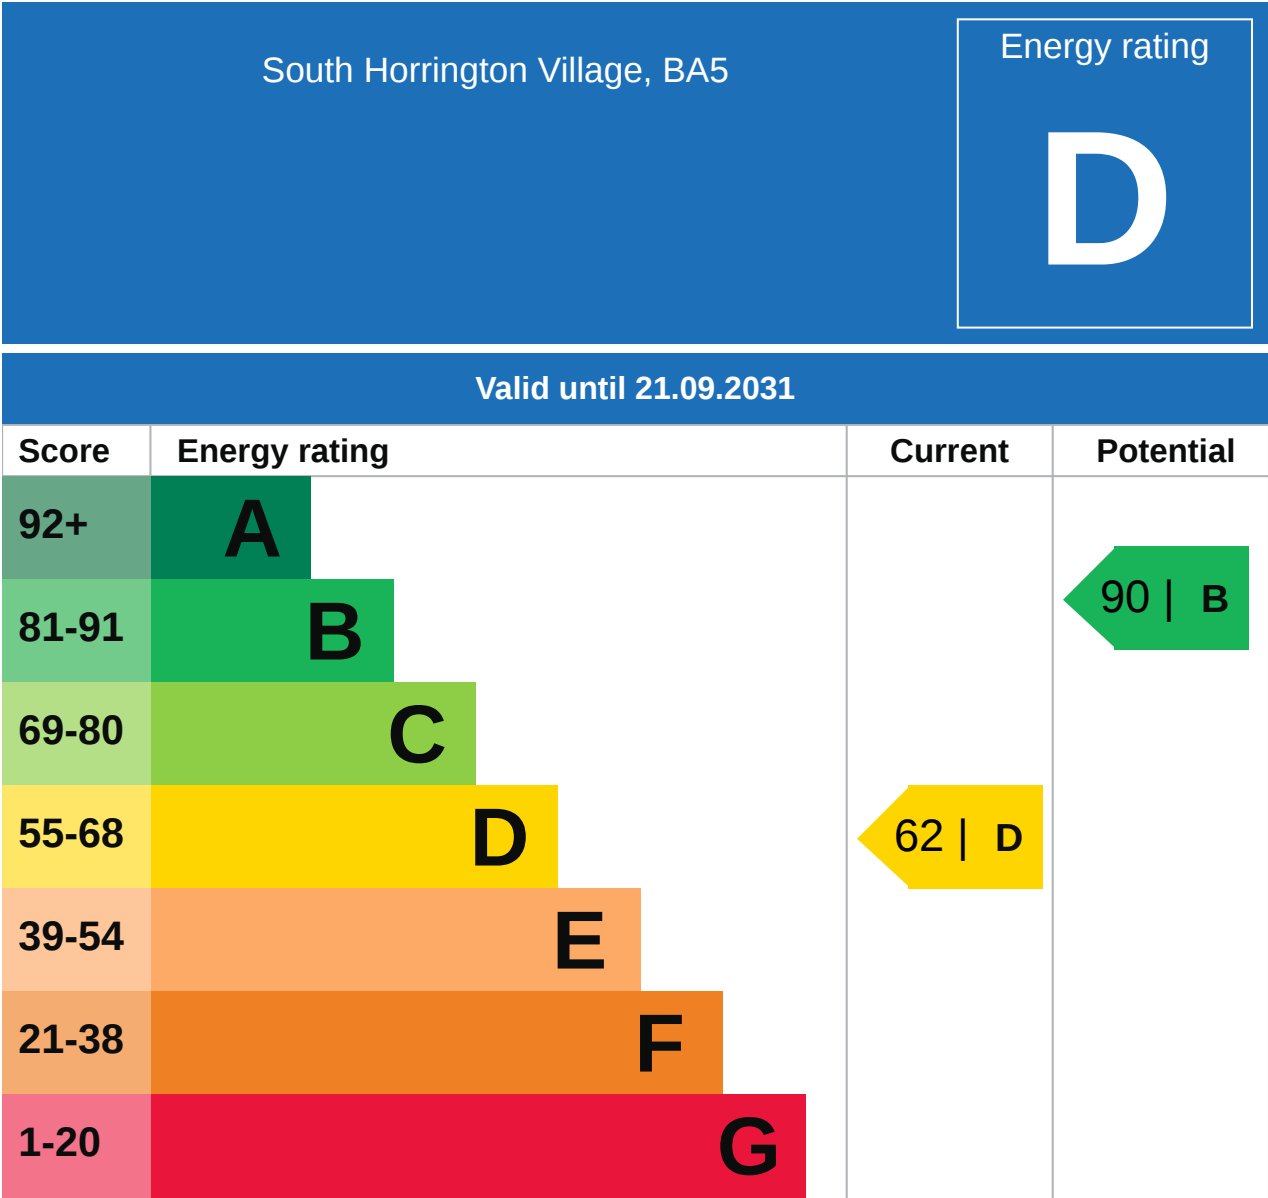 South Horrington Village, BA5
Energy rating
D
Valid until 21.09.2031
Score Energy rating Current Potential
92+ A
81-91 B
90 | B
69-80 C
55-68 D 62 | D
39-54 E
21-38 F
1-20 G